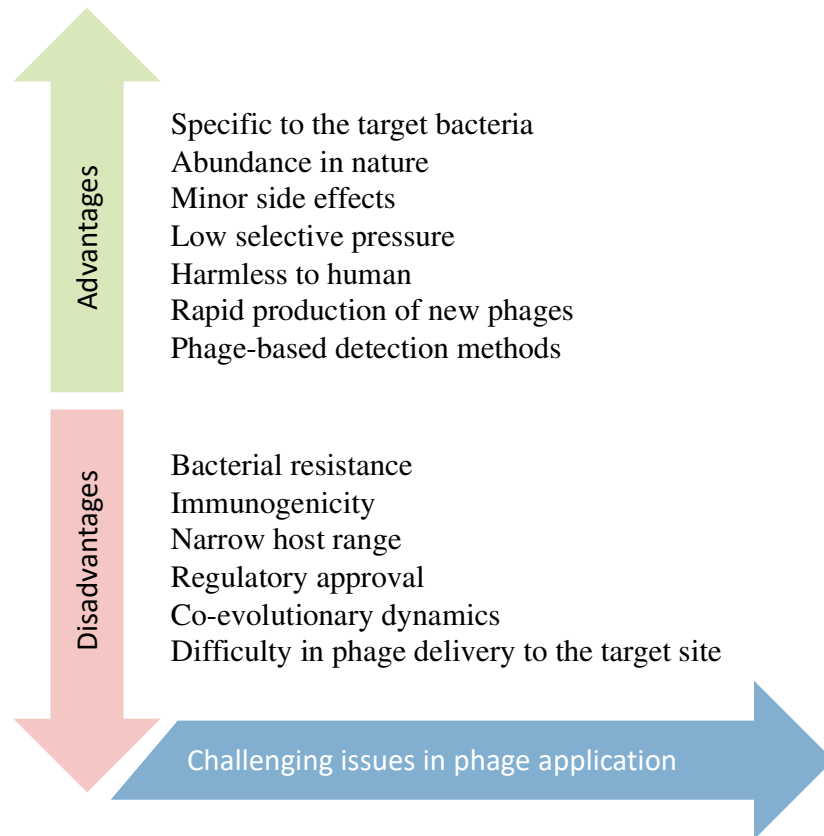 Advantages
Specific to the target bacteria
Abundance in nature
Minor side effects
Low selective pressure
Harmless to human
Rapid production of new phages
Phage-based detection methods
Disadvantages
Bacterial resistance
Immunogenicity
Narrow host range
Regulatory approval
Co-evolutionary dynamics
Difficulty in phage delivery to the target site
Challenging issues in phage application